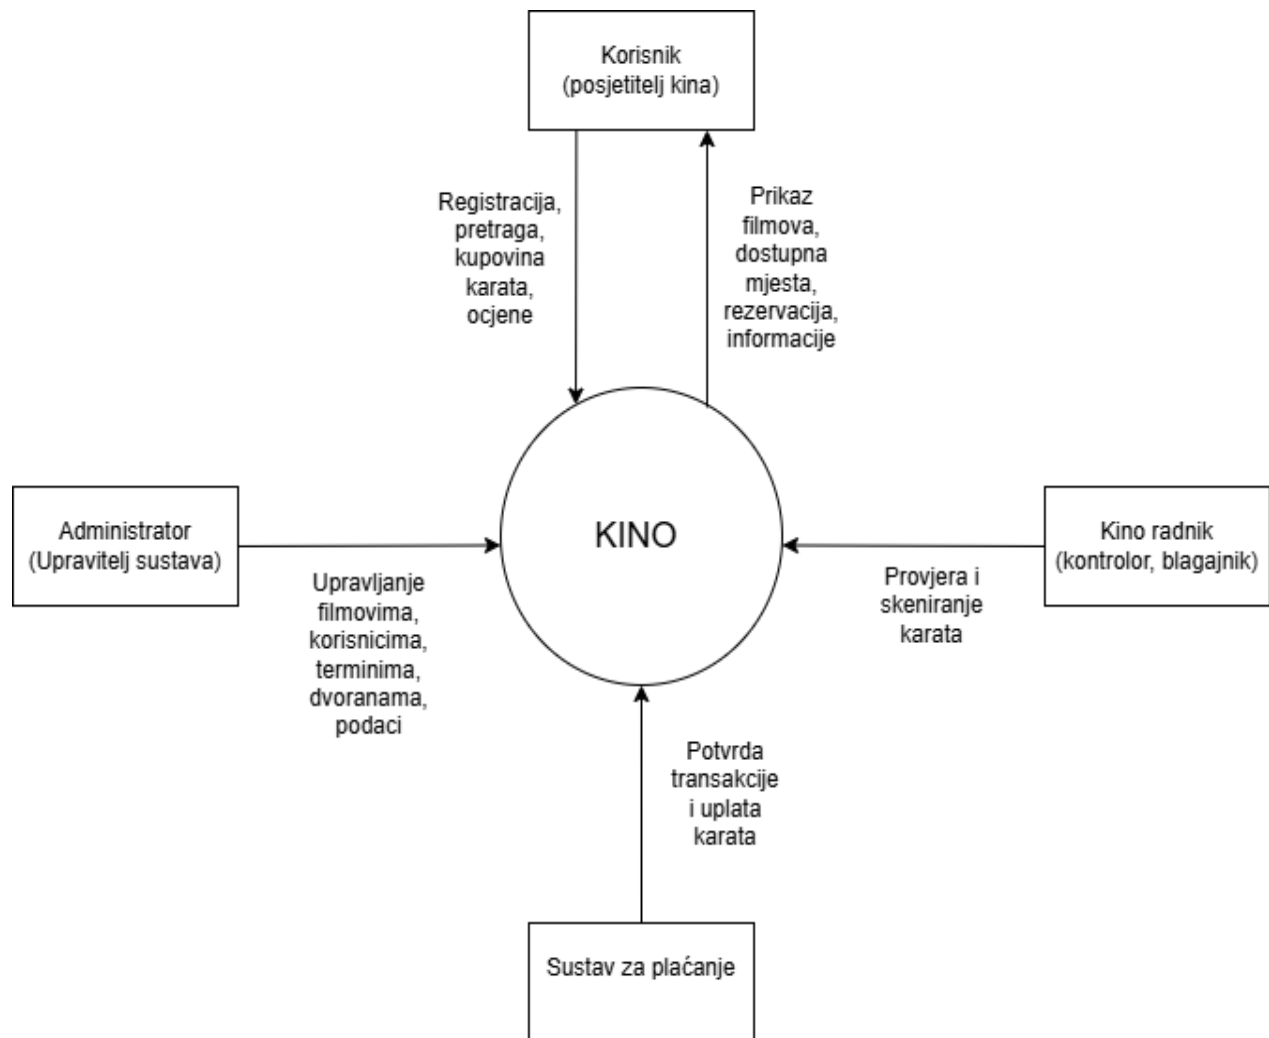 Korisnik
(posjetitelj kina)
Registracija,
pretraga,
kupovina
karata,
ocjene
Prikaz
filmova,
dostupna
mjesta,
rezervacija,
informacije
Administrator
(Upravitelj sustava)
Upravljanje
filmovima,
korisnicima,
terminima,
dvoranama,
podaci
KINO
Kino radnik
(kontrolor, blagajnik)
Provjera i
skeniranje
karata
Potvrda
transakcije
i uplata
karata
Sustav za plaćanje